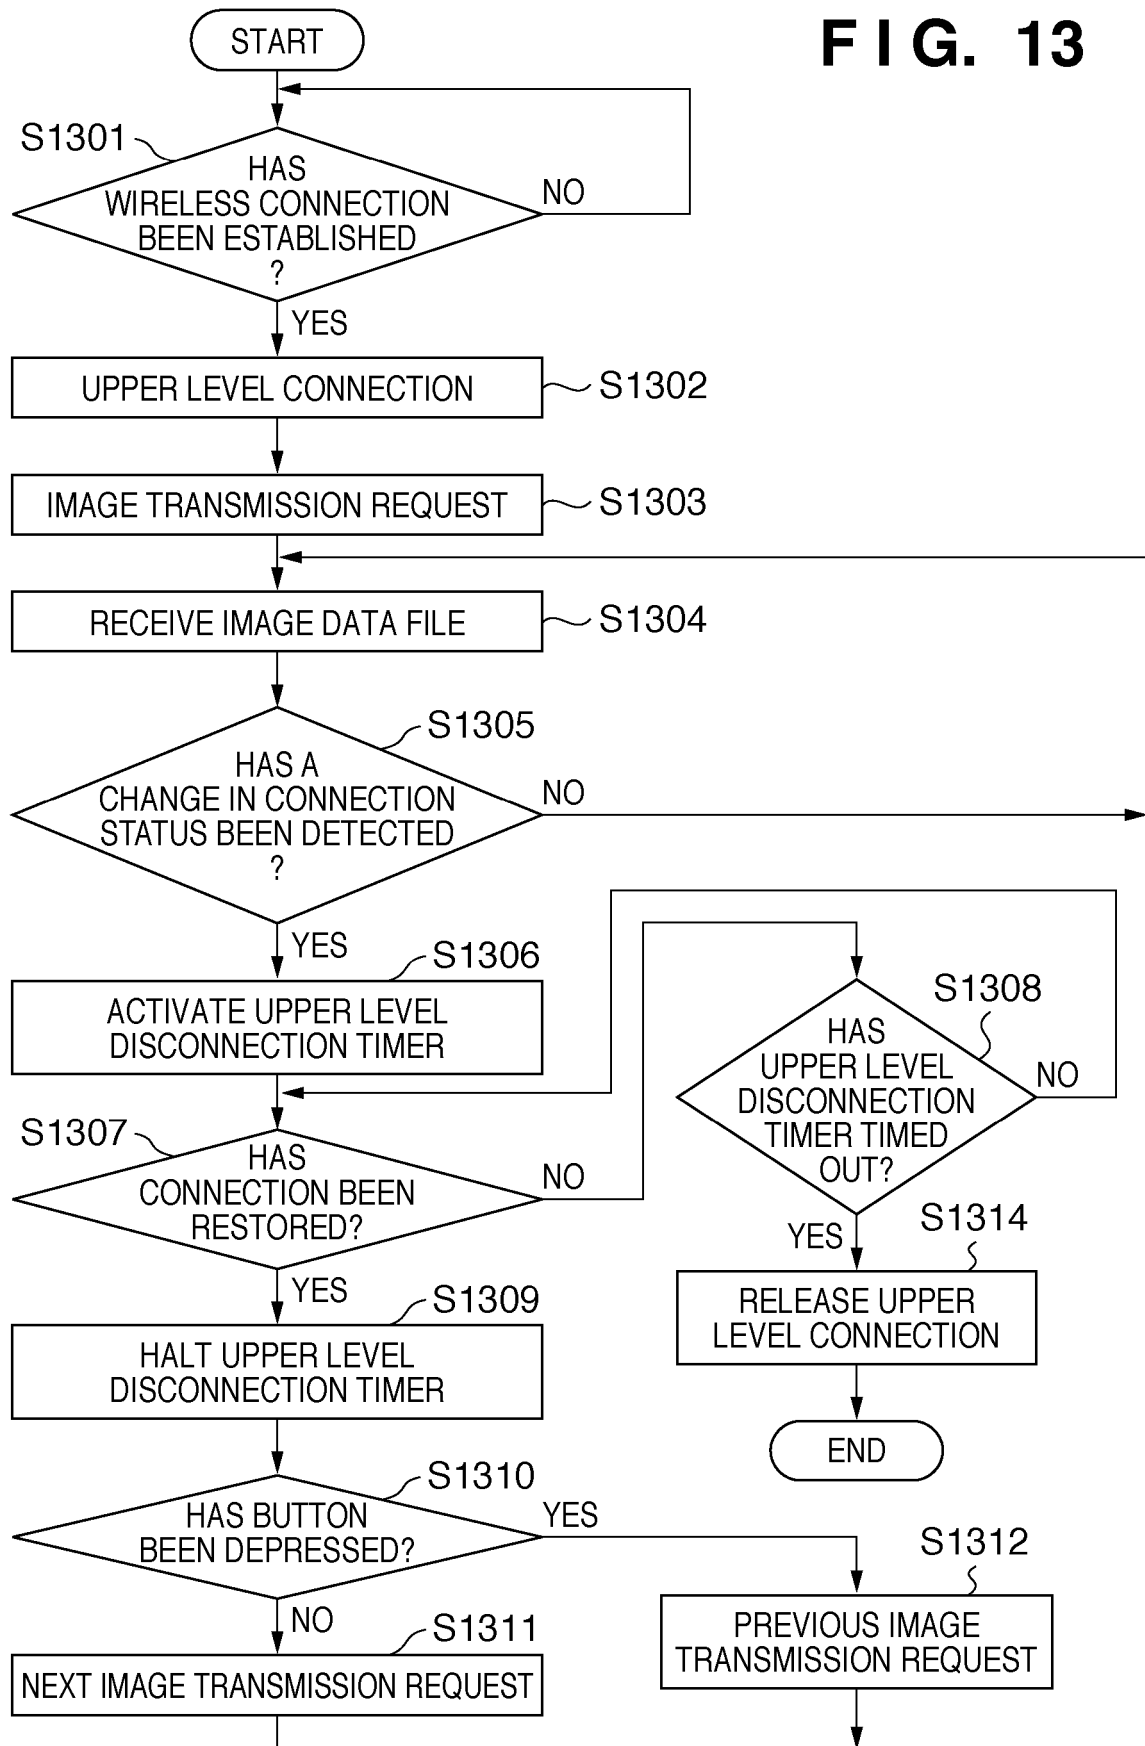 FIG. 13
START
S1301
HAS
WIRELESS CONNECTION
BEEN ESTABLISHED
?
NO
YES
UPPER LEVEL CONNECTION
S1302
IMAGE TRANSMISSION REQUEST
S1303
RECEIVE IMAGE DATA FILE
S1304
S1305
HAS A
CHANGE IN CONNECTION
STATUS BEEN DETECTED
?
NO
YES
S1306
ACTIVATE UPPER LEVEL
DISCONNECTION TIMER
S1307
HAS
CONNECTION BEEN
RESTORED?
NO
S1308
HAS
UPPER LEVEL
DISCONNECTION
TIMER TIMED
OUT?
NO
YES
S1314
RELEASE UPPER
LEVEL CONNECTION
END
YES
S1309
HALT UPPER LEVEL
DISCONNECTION TIMER
S1310
HAS BUTTON
BEEN DEPRESSED?
YES
S1312
PREVIOUS IMAGE
TRANSMISSION REQUEST
NO
S1311
NEXT IMAGE TRANSMISSION REQUEST